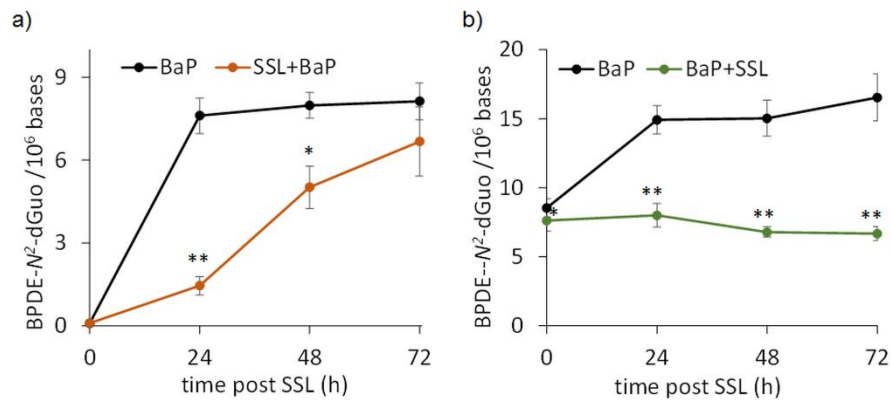 a)
BaP SSL+BaP
BPDE-N²-dGuo /10⁶ bases
9
6
3
0
* 
**
0 24 48 72
time post SSL (h)
b)
BaP BaP+SSL
BPDE--N²-dGuo /10⁶ bases
20
15
10
5
0
* ** ** **
0 24 48 72
time post SSL (h)